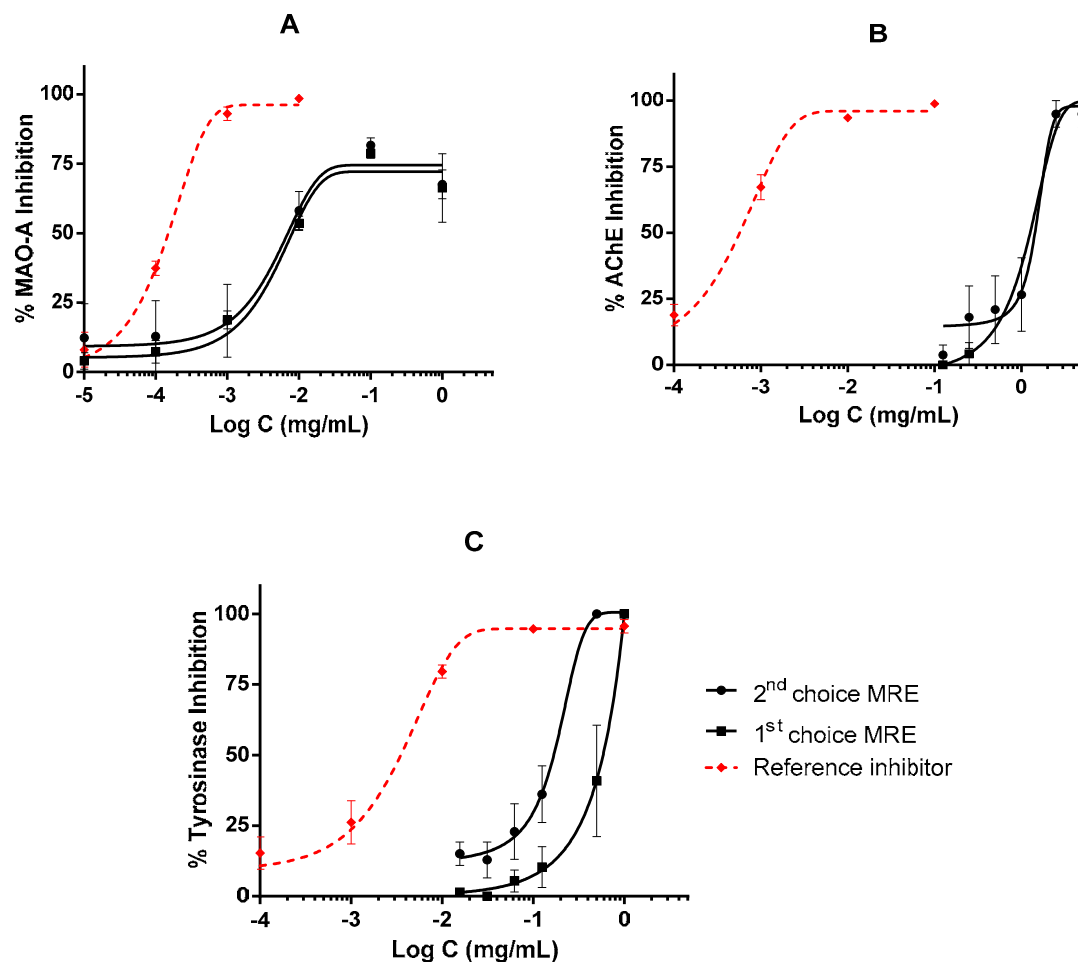 A
% MAO-A Inhibition
100
75
50
25
0
-5 -4 -3 -2 -1 0
Log C (mg/mL)
B
% AChE Inhibition
100
75
50
25
0
-4 -3 -2 -1 0
Log C (mg/mL)
C
% Tyrosinase Inhibition
100
75
50
25
0
-4 -3 -2 -1 0
Log C (mg/mL)
2nd choice MRE
1st choice MRE
Reference inhibitor